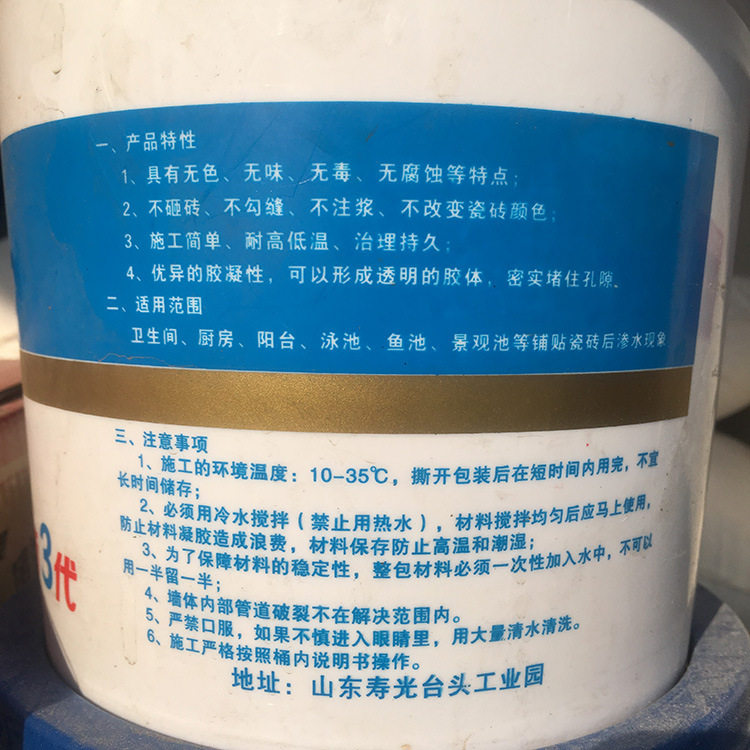 一、产品特性
1、具有无色、无味、无毒、无腐蚀等特点;
2、不砸砖、不勾缝、不注浆、不改变瓷砖颜色;
3、施工简单、耐高低温、治理持久;
4、优异的胶凝性,可以形成透明的胶体,密实堵住孔隙。
二、适用范围
卫生间、厨房、阳台、泳池、鱼池、景观池等铺贴瓷砖后渗水现象
三、注意事项
1、施工的环境温度:10-35℃,撕开包装后在短时间内用完,不宜
长时间储存;
2、必须用冷水搅拌(禁止用热水),材料搅拌均匀后应马上使用,
防止材料凝胶造成浪费,材料保存防止高温和潮湿;
3、为了保障材料的稳定性,整包材料必须一次性加入水中,不可以
用一半留一半;
4、墙体内部管道破裂不在解决范围内。
5、严禁口服,如果不慎进入眼睛里,用大量清水清洗。
6、施工严格按照桶内说明书操作。
地址:山东寿光台头工业园
3代